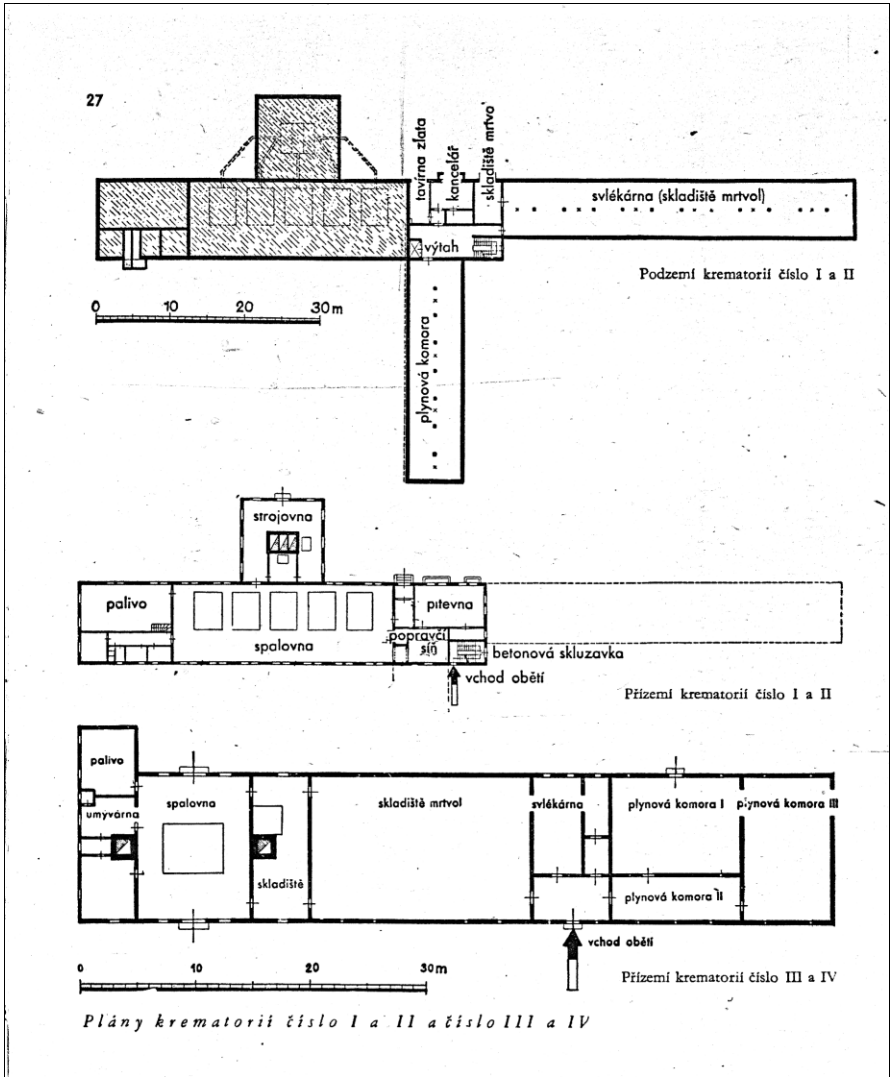 27
tavírna zlata
kancelář
skladiště mrtvol
svlékárna (skladiště mrtvol)
výtah
Podzemí krematorií číslo I a II
0 10 20 30 m
plynová komora
strojovna
palivo
pitevna
spalovna
popravčí
síň
betonová skluzavka
vchod obětí
Přízemí krematorií číslo I a II
palivo
spalovna
skladiště mrtvol
svlékárna
plynová komora I
plynová komora III
umývárna
skladiště
plynová komora II
vchod obětí
0 10 20 30 m
Přízemí krematorií číslo III a IV
Plány krematorií číslo I a II a číslo III a IV